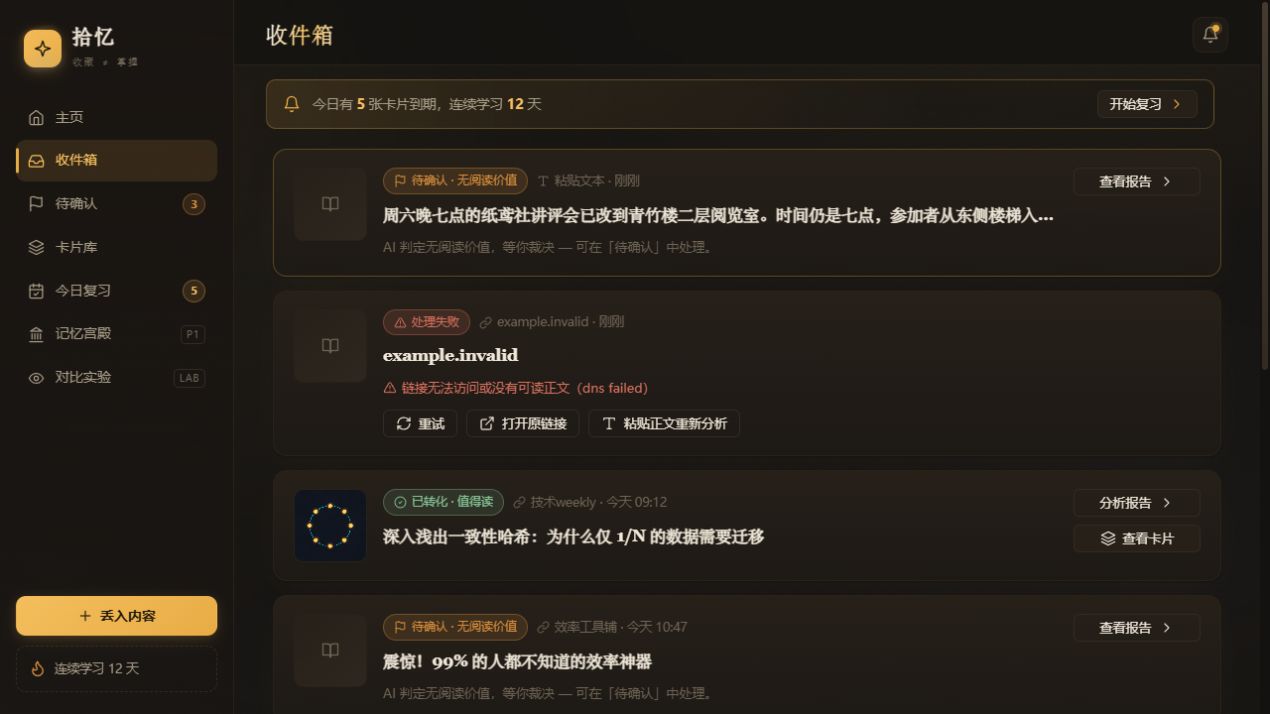 拾忆
收藏 ≠ 掌握
主页
收件箱
待确认 3
卡片库
今日复习 5
记忆宫殿 P1
对比实验 LAB
丢入内容
连续学习 12 天
收件箱
今日有 5 张卡片到期，连续学习 12 天
开始复习
待确认 · 无阅读价值 粘贴文本 · 刚刚
查看报告
周六晚七点的纸鸢社讲评会已改到青竹楼二层阅览室。时间仍是七点，参加者从东侧楼梯入...
AI 判定无阅读价值，等你裁决 — 可在「待确认」中处理。
处理失败 example.invalid · 刚刚
example.invalid
链接无法访问或没有可读正文（dns failed）
重试 打开原链接 粘贴正文重新分析
已转化 · 值得读 技术weekly · 今天 09:12
分析报告
深入浅出一致性哈希：为什么仅 1/N 的数据需要迁移
查看卡片
待确认 · 无阅读价值 效率工具铺 · 今天 10:47
查看报告
震惊！99% 的人都不知道的效率神器
AI 判定无阅读价值，等你裁决 — 可在「待确认」中处理。